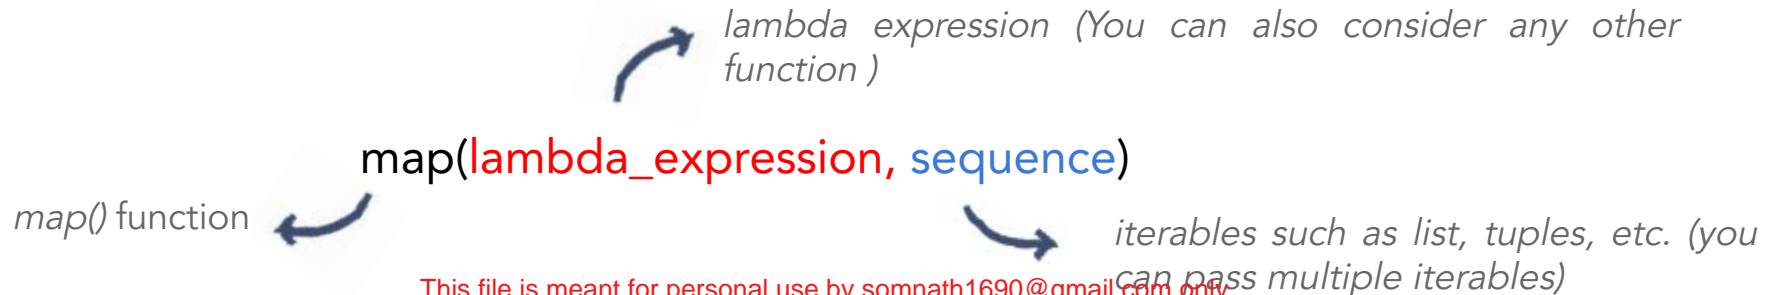 lambda expression (You can also consider any other
function )
map(lambda_expression, sequence)
map() function
iterables such as list, tuples, etc. (you
can pass multiple iterables)
This file is meant for personal use by somnath1690@gmail.com only.